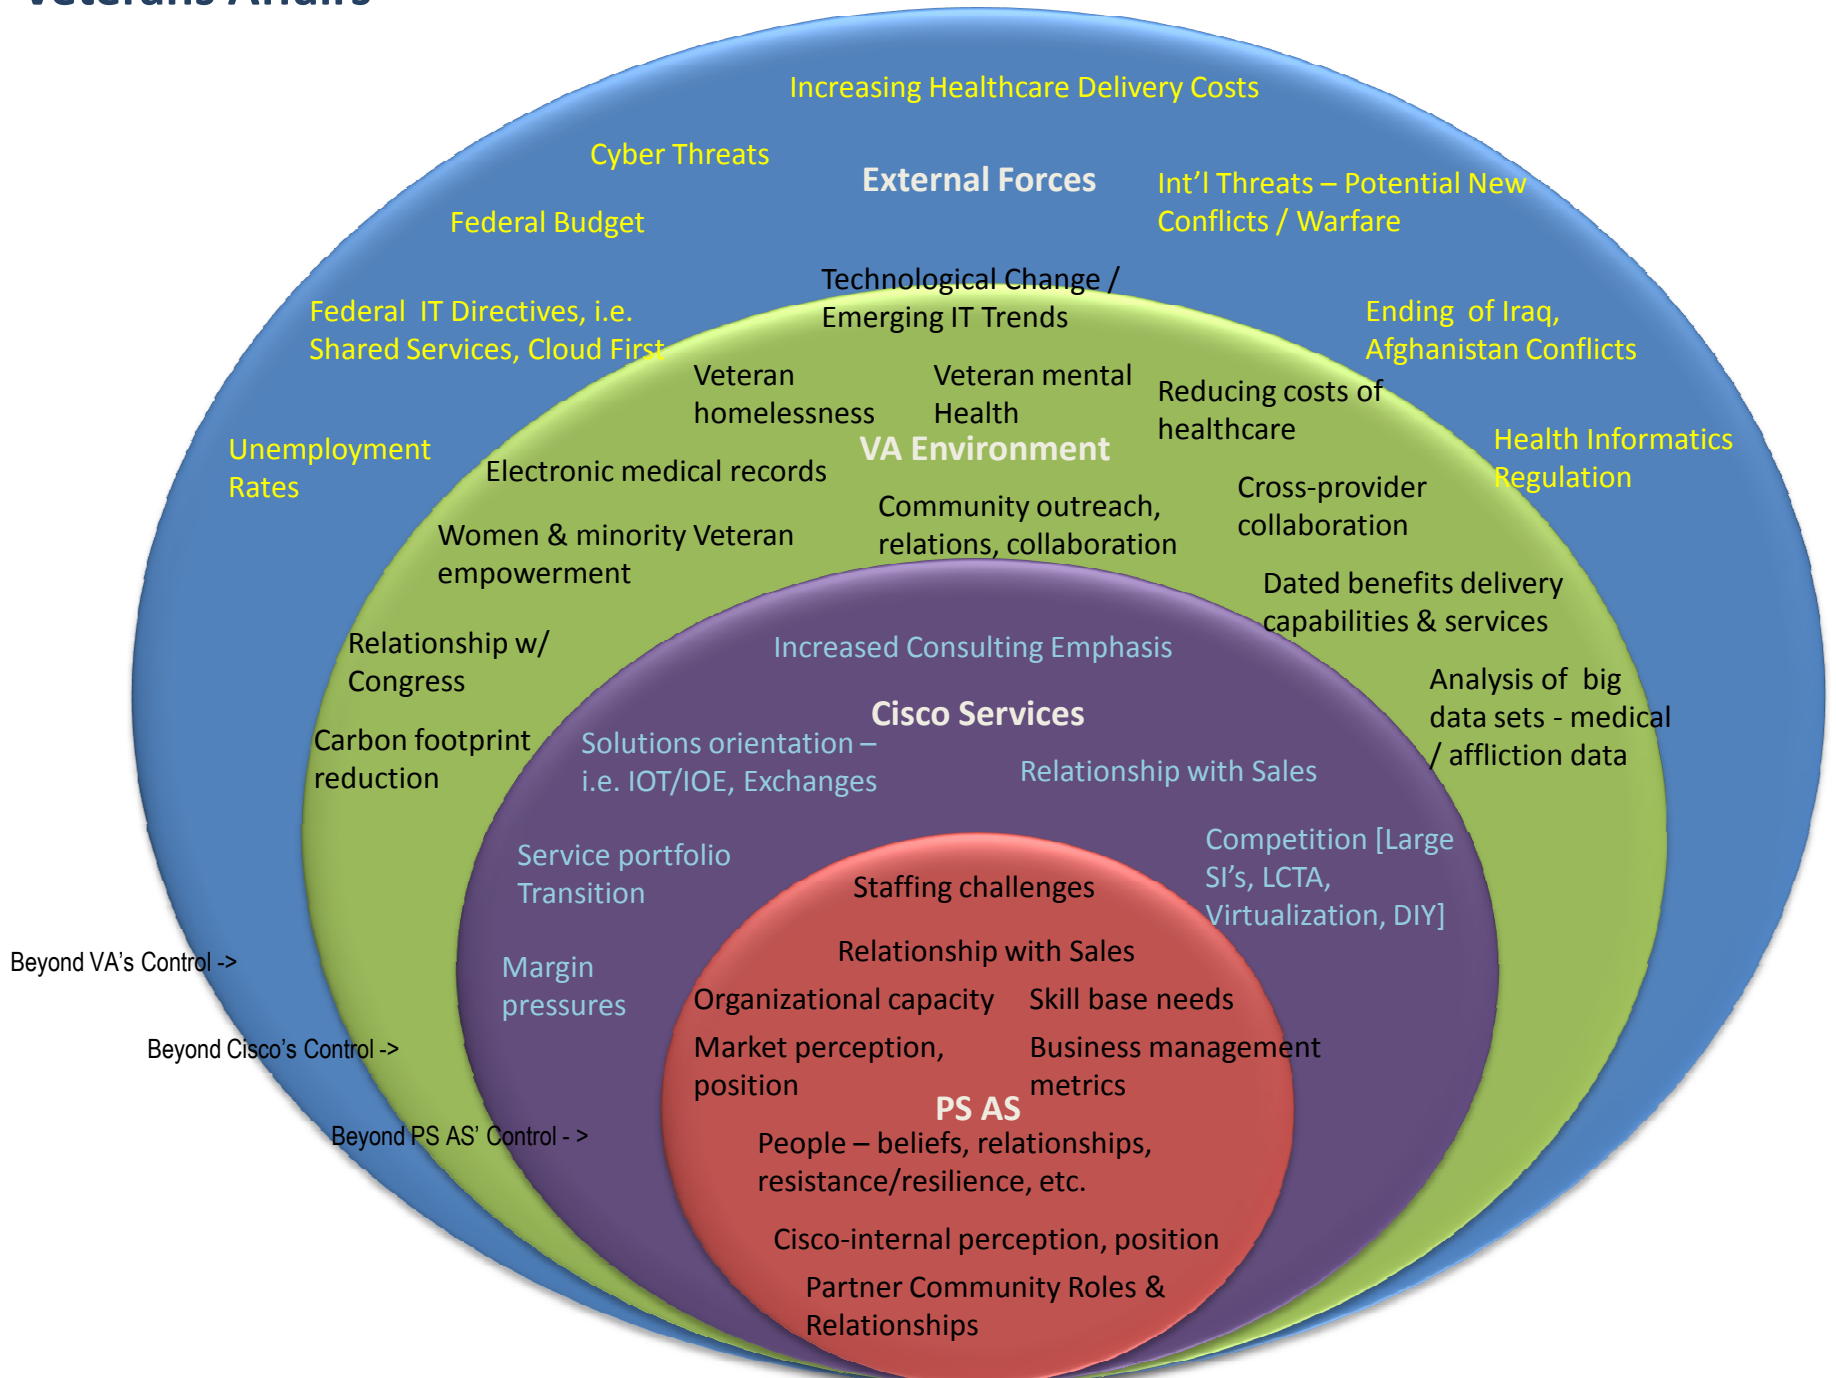 Veterans Affairs
Increasing Healthcare Delivery Costs
Cyber Threats
External Forces
Int'l Threats – Potential New
Conflicts / Warfare
Federal Budget
Technological Change /
Emerging IT Trends
Federal  IT Directives, i.e.
Shared Services, Cloud First
Ending  of Iraq,
Afghanistan Conflicts
Veteran
homelessness
Veteran mental
Health
Reducing costs of
healthcare
Unemployment
Rates
VA Environment
Health Informatics
Regulation
Electronic medical records
Cross-provider
collaboration
Community outreach,
relations, collaboration
Women & minority Veteran
empowerment
Dated benefits delivery
capabilities & services
Relationship w/
Congress
Increased Consulting Emphasis
Analysis of  big
data sets - medical
/ affliction data
Cisco Services
Carbon footprint
reduction
Solutions orientation –
i.e. IOT/IOE, Exchanges
Relationship with Sales
Service portfolio
Transition
Competition [Large
SI's, LCTA,
Virtualization, DIY]
Staffing challenges
Beyond VA's Control ->
Margin
pressures
Relationship with Sales
Organizational capacity
Skill base needs
Beyond Cisco's Control ->
Market perception,
position
Business management
metrics
PS AS
Beyond PS AS' Control - >
People – beliefs, relationships,
resistance/resilience, etc.
Cisco-internal perception, position
Partner Community Roles &
Relationships